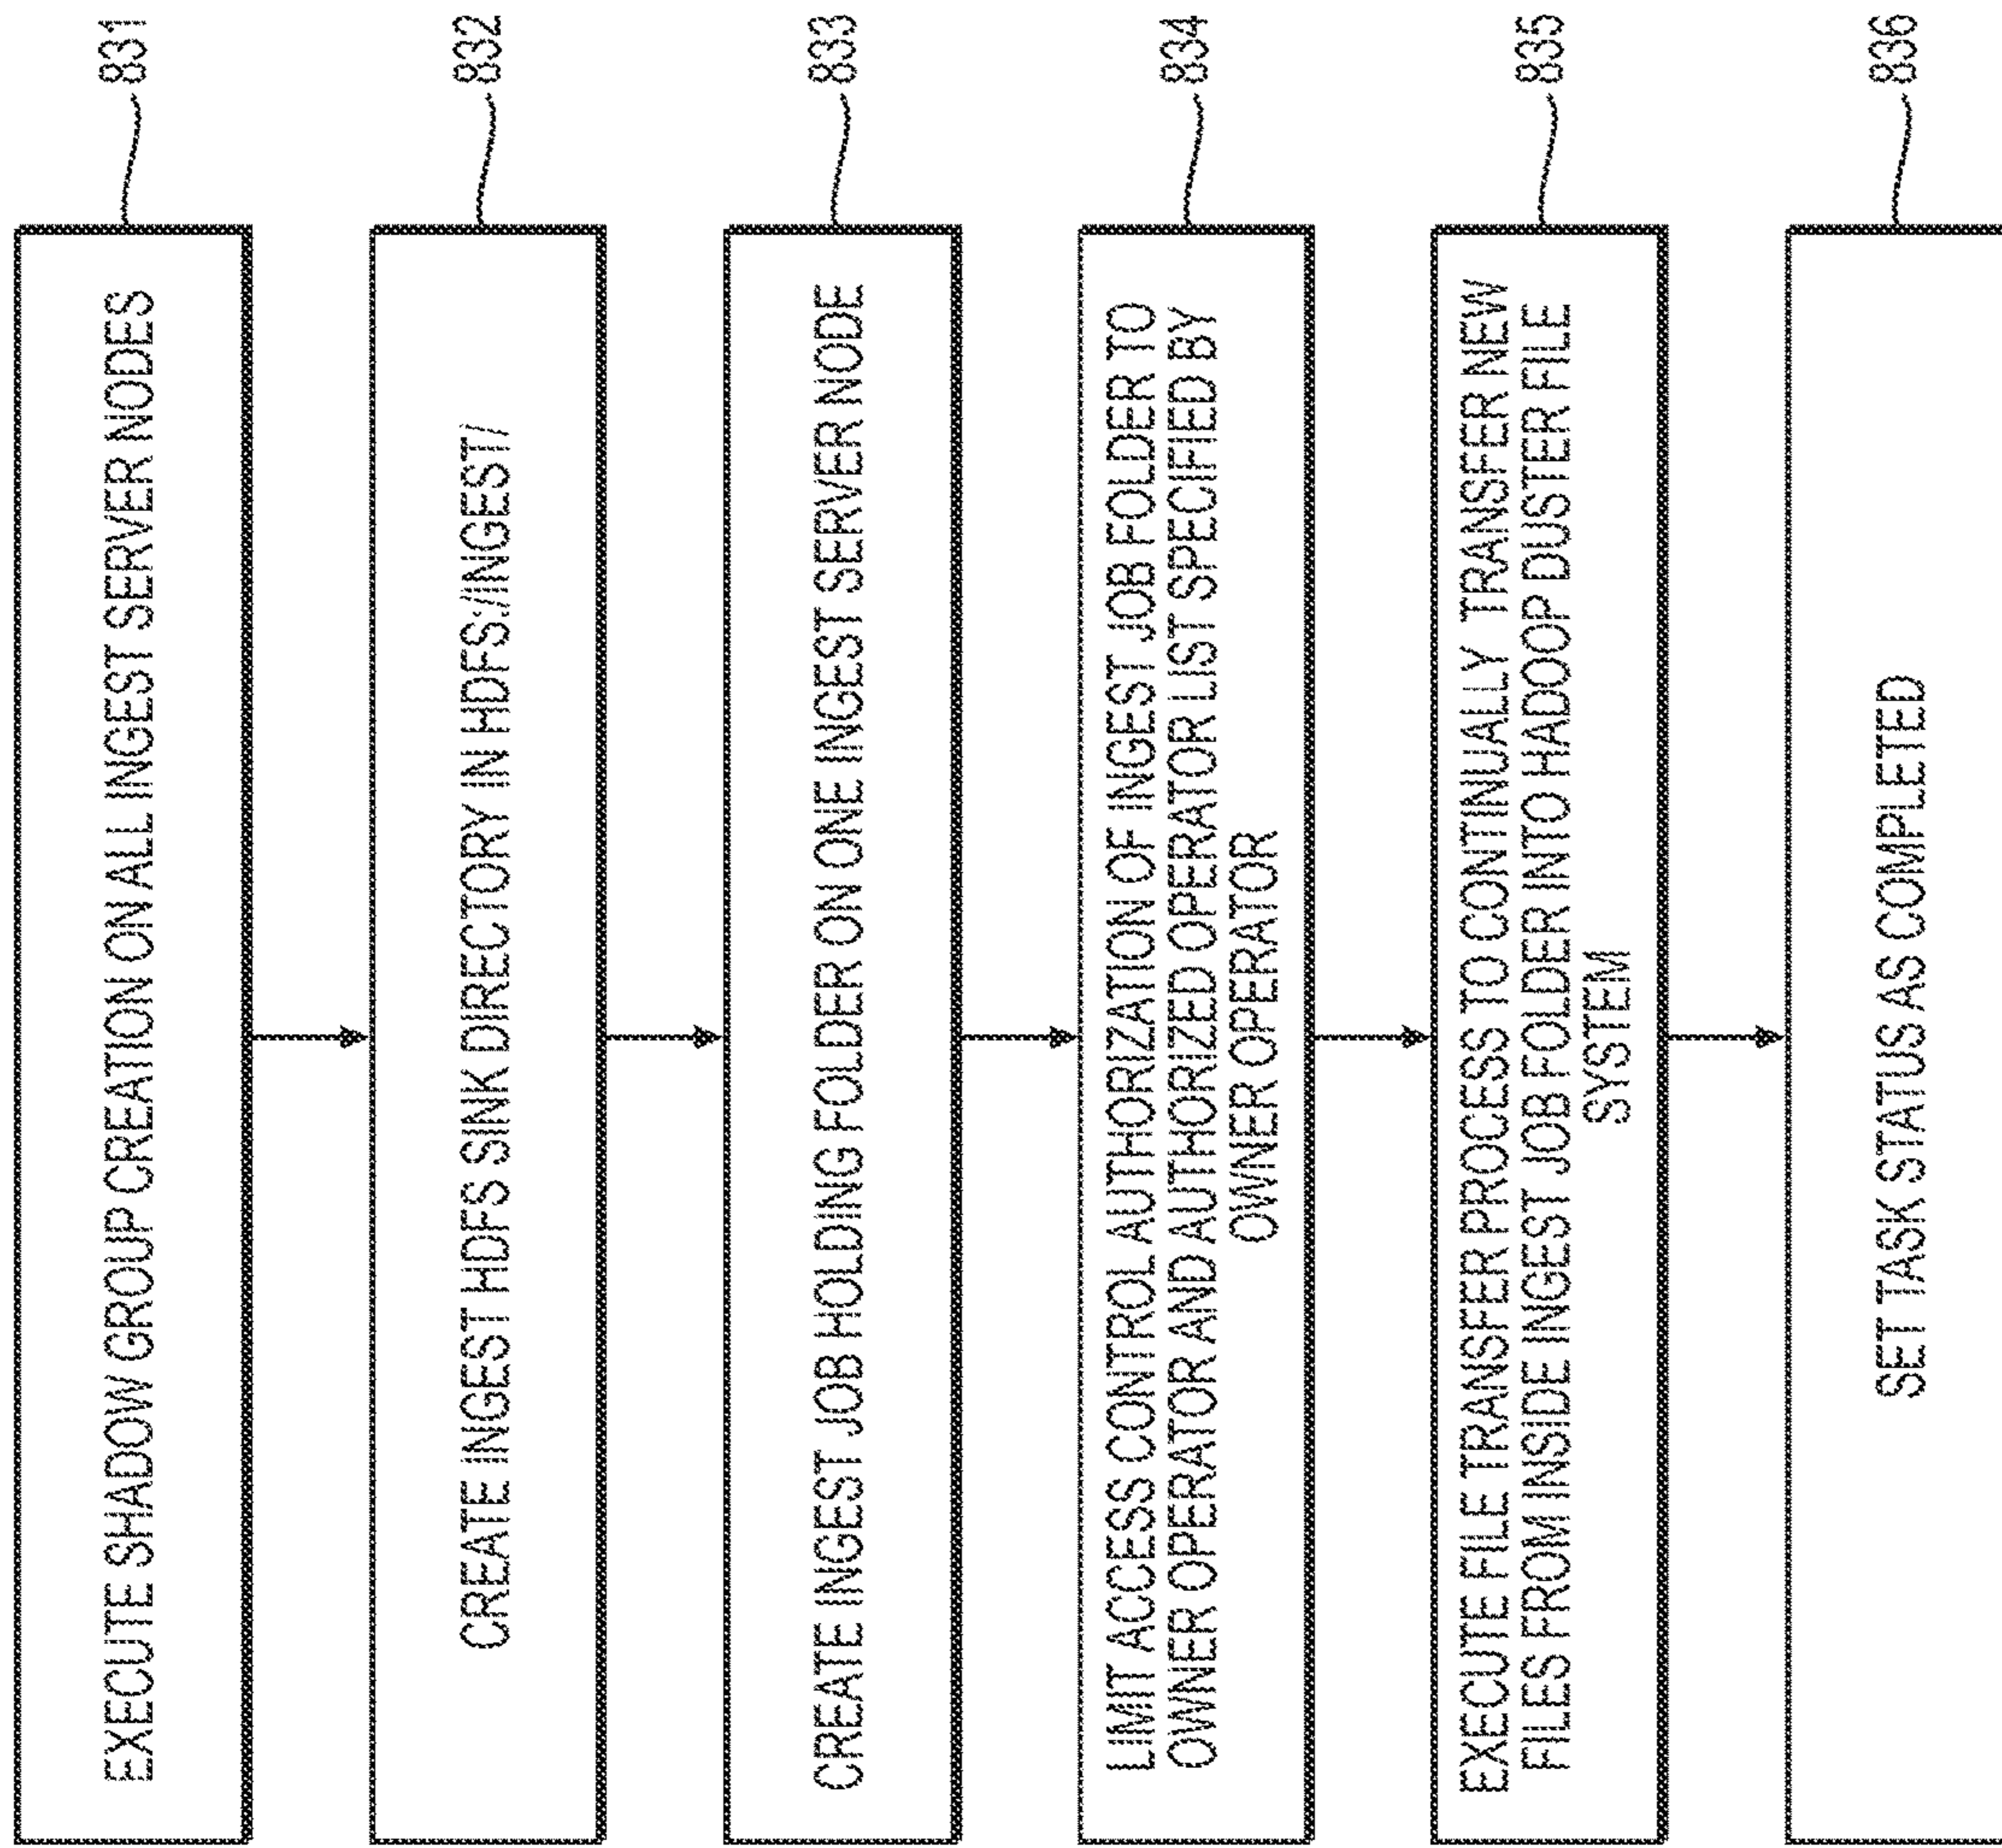 EXECUTE SHADOW GROUP CREATION ON ALL INGEST SERVER NODES
831
CREATE INGEST HDFS SINK DIRECTORY IN HDFS:/INGEST/
832
CREATE INGEST JOB HOLDING FOLDER ON ONE INGEST SERVER NODE
833
LIMIT ACCESS CONTROL AUTHORIZATION OF INGEST JOB FOLDER TO
OWNER OPERATOR AND AUTHORIZED OPERATOR LIST SPECIFIED BY
OWNER OPERATOR
834
EXECUTE FILE TRANSFER PROCESS TO CONTINUALLY TRANSFER NEW
FILES FROM INSIDE INGEST JOB FOLDER INTO HADOOP DUSTER FILE
SYSTEM
835
SET TASK STATUS AS COMPLETED
836